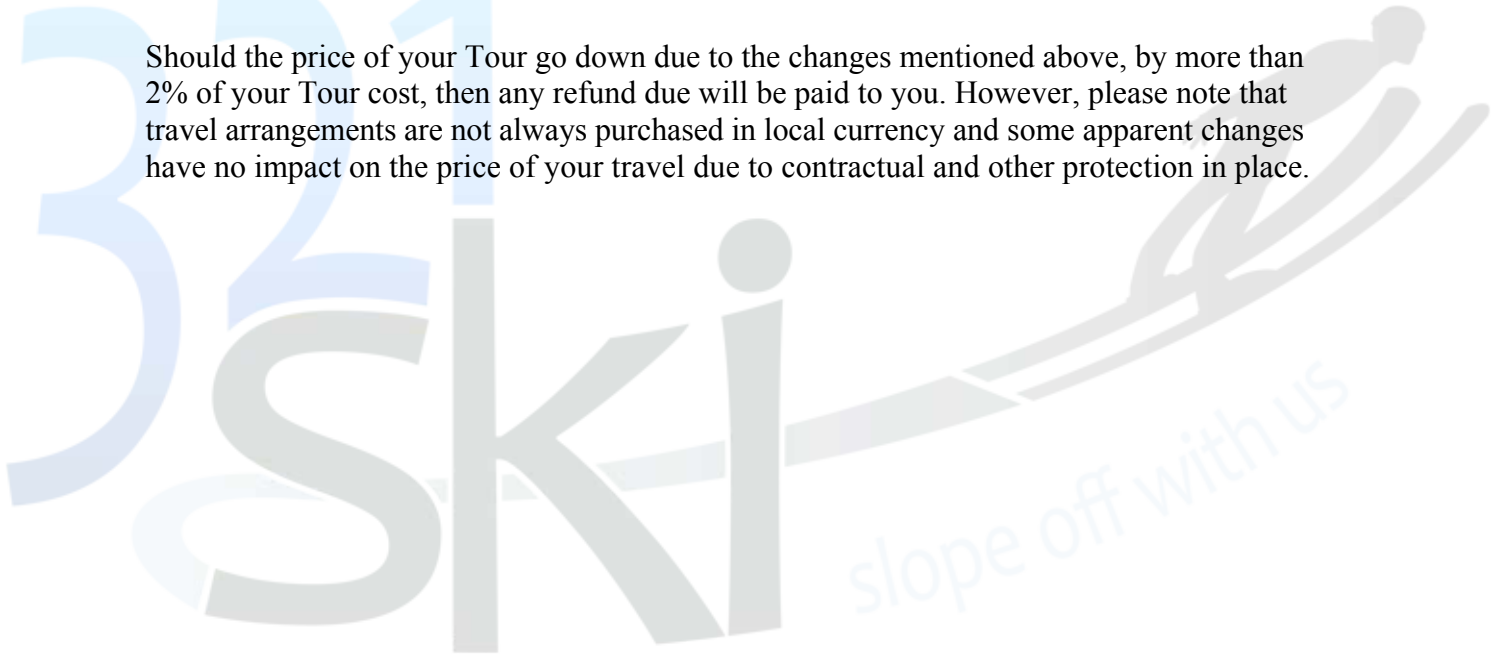 Should the price of your Tour go down due to the changes mentioned above, by more than
2% of your Tour cost, then any refund due will be paid to you. However, please note that
travel arrangements are not always purchased in local currency and some apparent changes
have no impact on the price of your travel due to contractual and other protection in place.
321
ski
slope off with us